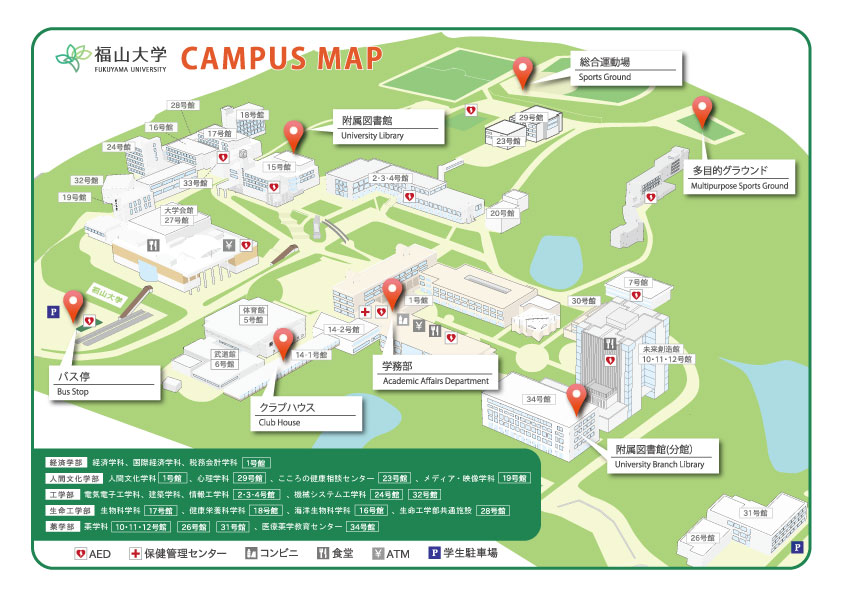 福山大学
FUKUYAMA UNIVERSITY
CAMPUS MAP
総合運動場
Sports Ground
28号館
18号館
16号館
17号館
附属図書館
University Library
29号館
23号館
24号館
15号館
32号館
33号館
2・3・4号館
多目的グラウンド
Multipurpose Sports Ground
19号館
大学会館
27号館
20号館
福山大学
P
体育館
5号館
1号館
30号館
7号館
14-2号館
武道館
6号館
14-1号館
未来創造館
10・11・12号館
バス停
Bus Stop
学務部
Academic Affairs Department
クラブハウス
Club House
34号館
附属図書館(分館)
University Branch Library
経済学部 経済学科、国際経済学科、税務会計学科 1号館
人間文化学部 人間文化学科 1号館 、心理学科 29号館 、こころの健康相談センター 23号館 、メディア・映像学科 19号館
工学部 電気電子工学科、建築学科、情報工学科 2・3・4号館 、機械システム工学科 24号館 32号館
生命工学部 生物科学科 17号館 、健康栄養科学科 18号館 、海洋生物科学科 16号館 、生命工学部共通施設 28号館
薬学部 薬学科 10・11・12号館 26号館 31号館 、医療薬学教育センター 34号館
31号館
26号館
P
AED 保健管理センター コンビニ 食堂 ¥ ATM P 学生駐車場